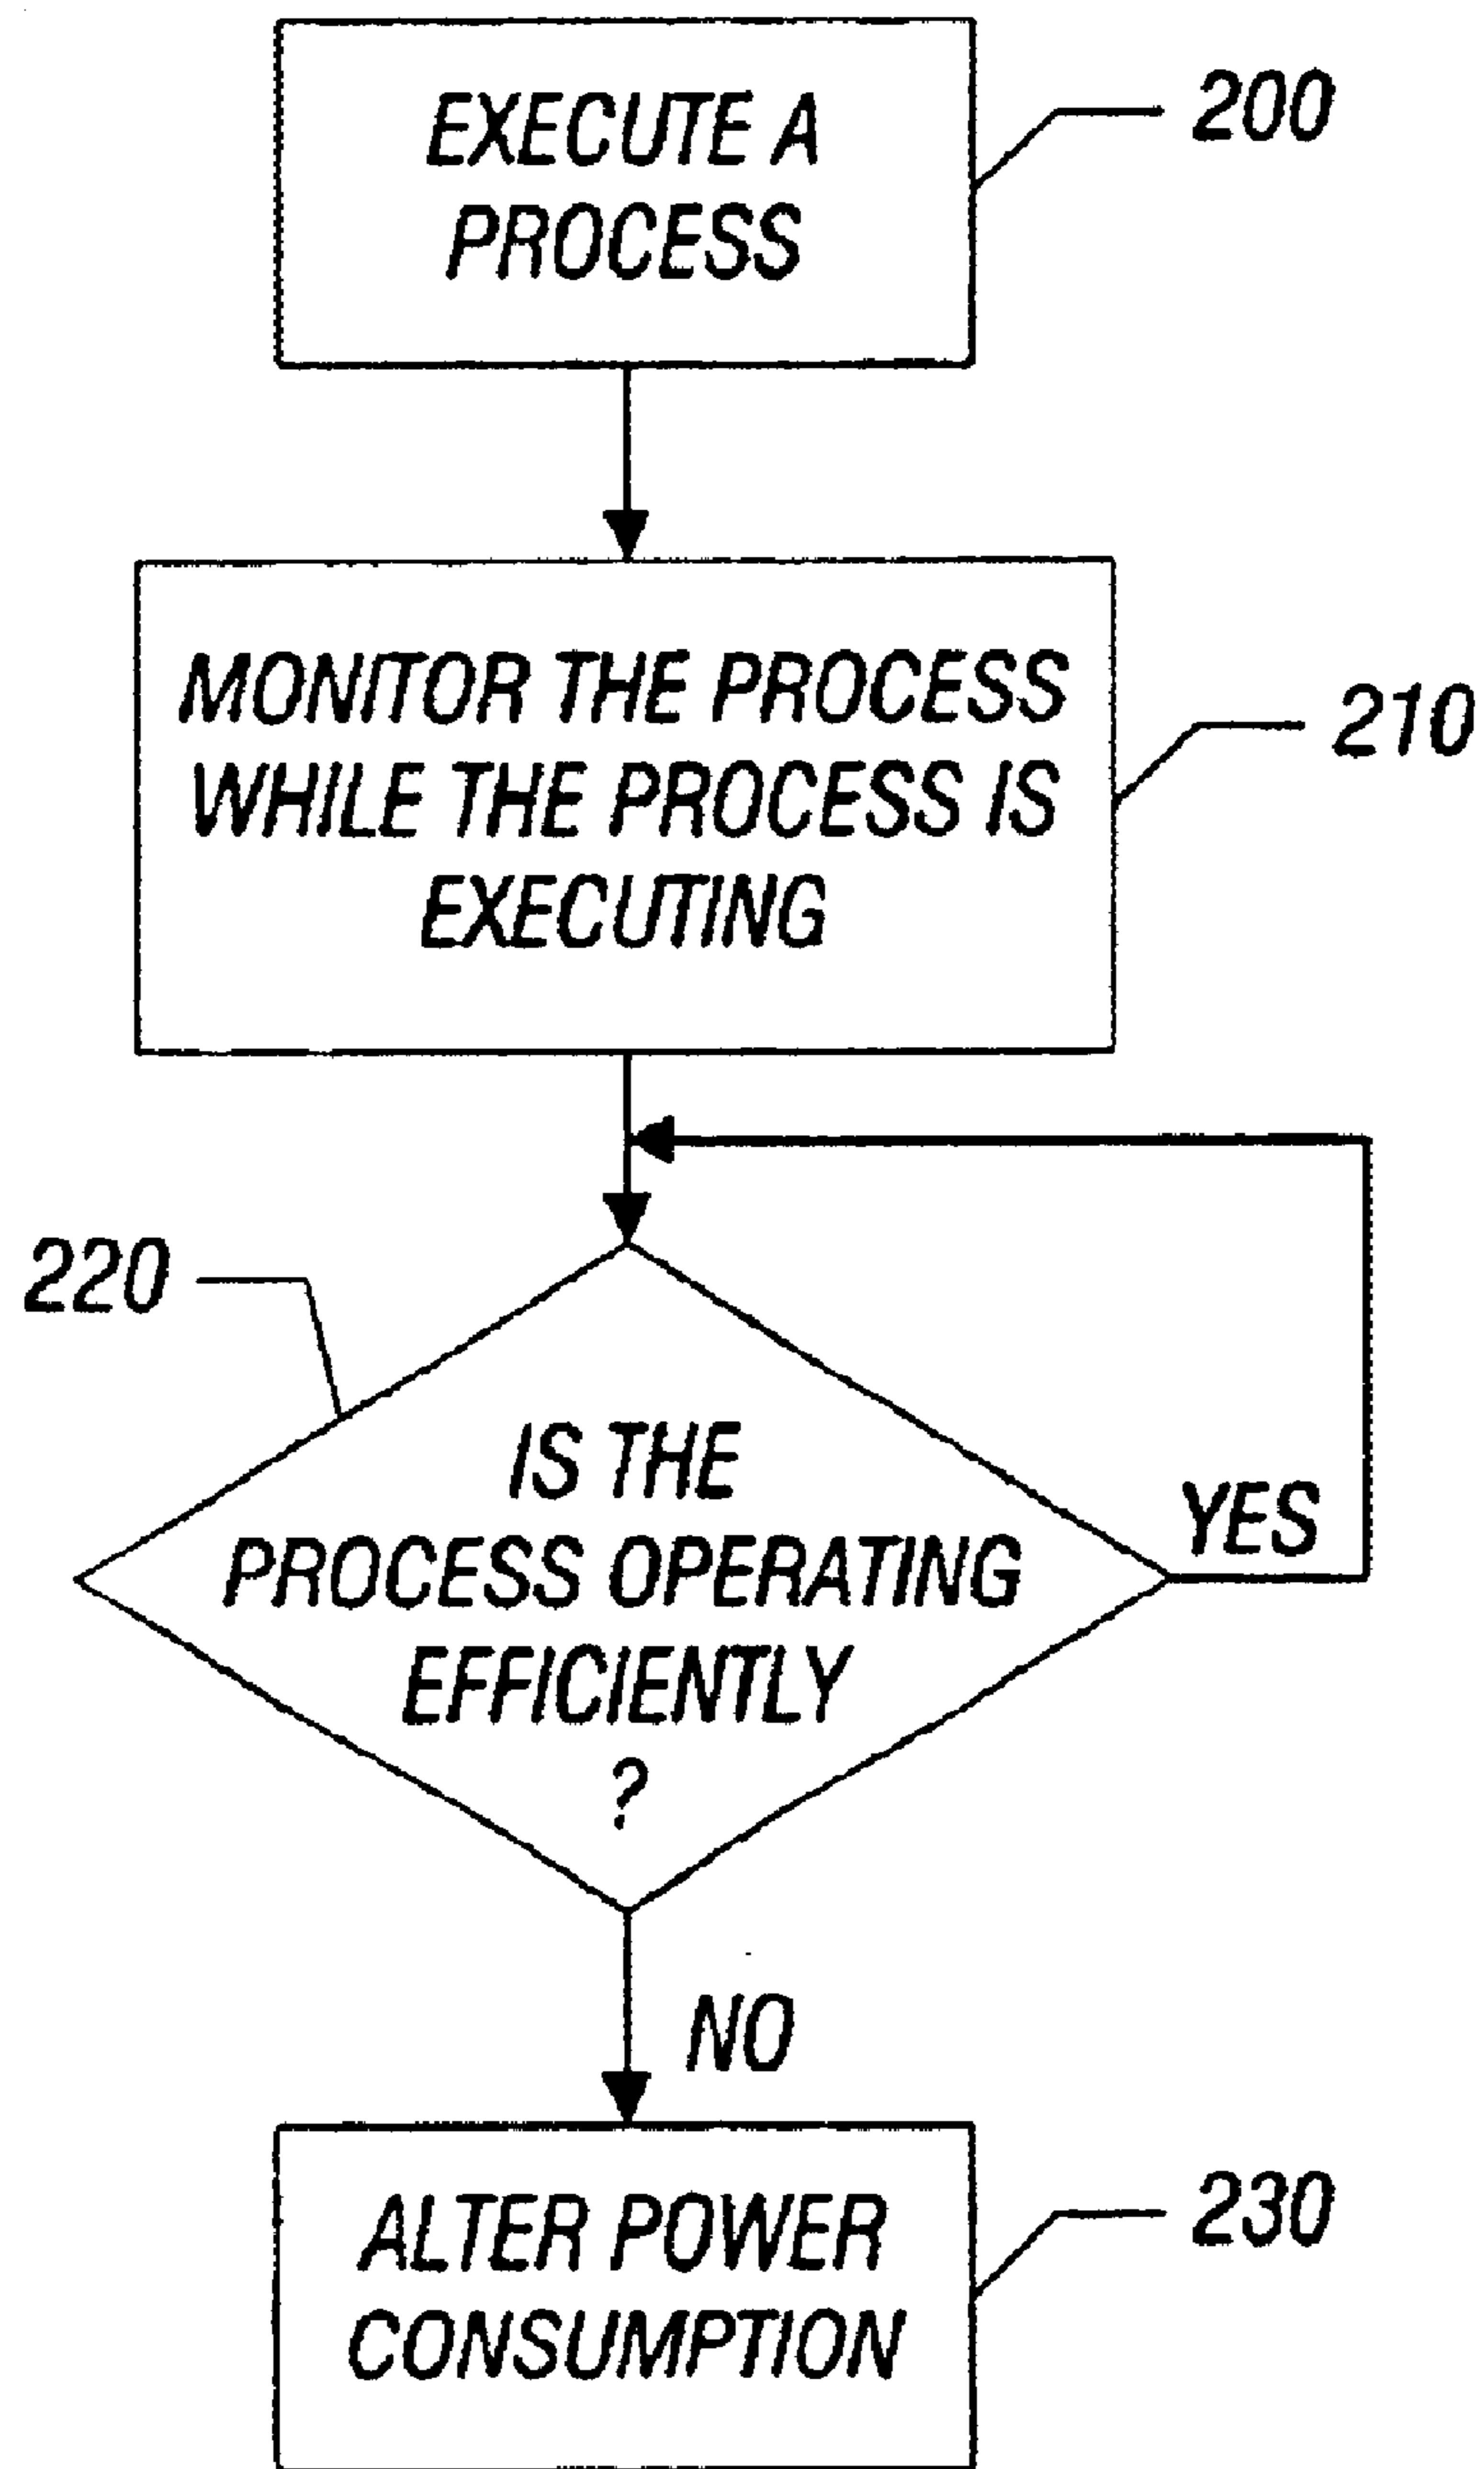 EXECUTE A
PROCESS
200
MONITOR THE PROCESS
WHILE THE PROCESS IS
EXECUTING
210
220
IS THE
PROCESS OPERATING
EFFICIENTLY
?
YES
NO
ALTER POWER
CONSUMPTION
230